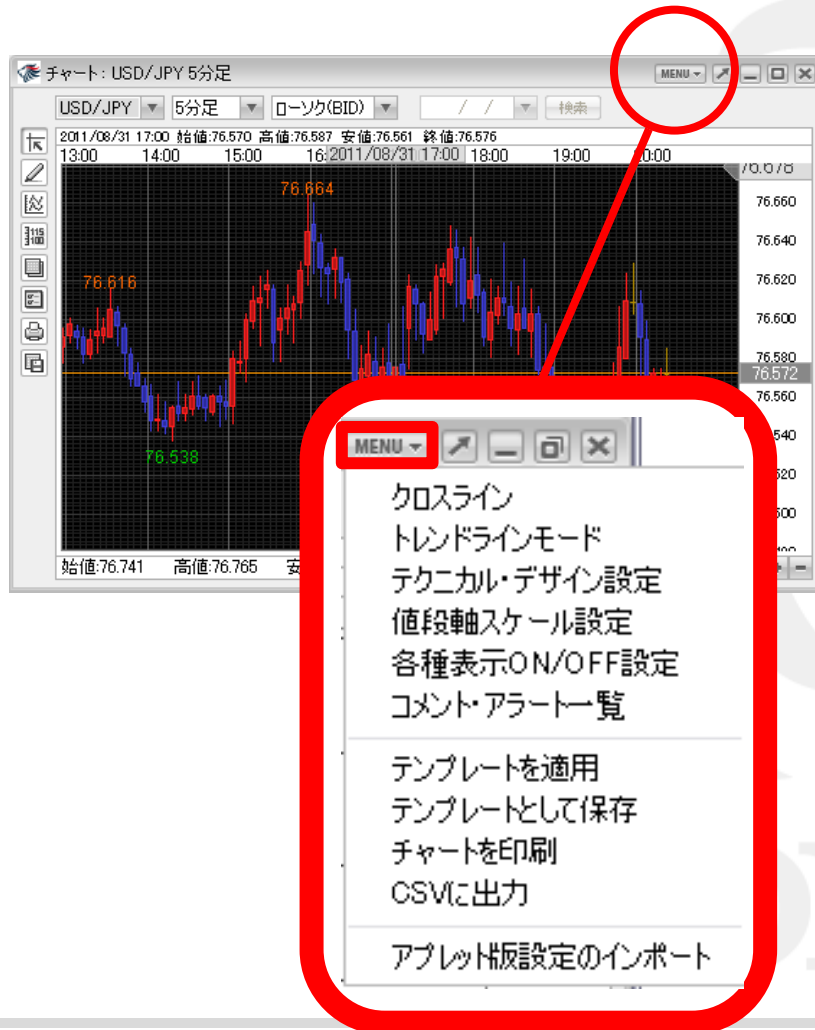 チャート: USD/JPY 5分足
MENU
USD/JPY 5分足 ローソク(BID) / / 検索
2011/08/31 17:00 始値:76.570 高値:76.587 安値:76.561 終値:76.576
13:00 14:00 15:00 16: 2011/08/31 17:00 18:00 19:00 20:00
76.678
76.664
76.660
76.640
76.616
76.620
76.600
76.580
76.572
76.560
76.538
540
520
500
始値:76.741 高値:76.765 安
MENU
クロスライン
トレンドラインモード
テクニカル・デザイン設定
値段軸スケール設定
各種表示ON/OFF設定
コメント・アラート一覧
テンプレートを適用
テンプレートとして保存
チャートを印刷
CSVに出力
アプレット版設定のインポート